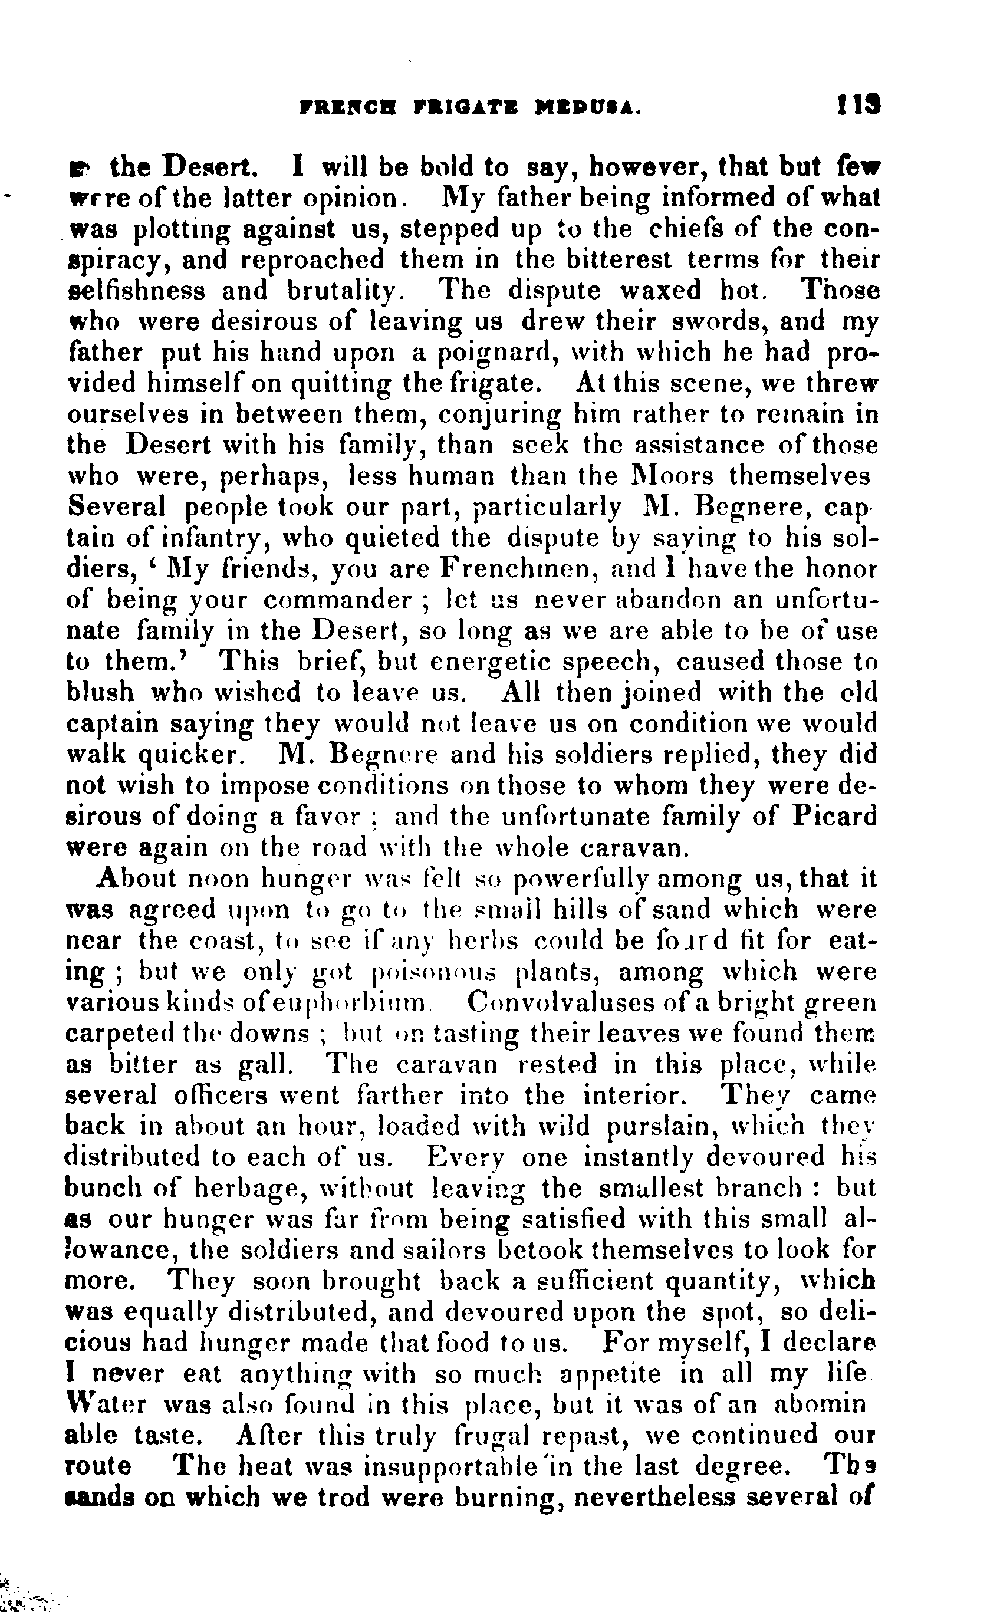 FRENCH FRIGATE MEDUSA. 113
the Desert. I will be bold to say, however, that but few
were of the latter opinion. My father being informed of what
was plotting against us, stepped up to the chiefs of the con-
spiracy, and reproached them in the bitterest terms for their
selfishness and brutality. The dispute waxed hot. Those
who were desirous of leaving us drew their swords, and my
father put his hand upon a poignard, with which he had pro-
vided himself on quitting the frigate. At this scene, we threw
ourselves in between them, conjuring him rather to remain in
the Desert with his family, than seek the assistance of those
who were, perhaps, less human than the Moors themselves
Several people took our part, particularly M. Begnere, cap-
tain of infantry, who quieted the dispute by saying to his sol-
diers, ‘ My friends, you are Frenchmen, and I have the honor
of being your commander ; let us never abandon an unfortu-
nate family in the Desert, so long as we are able to be of use
to them.’ This brief, but energetic speech, caused those to
blush who wished to leave us. All then joined with the old
captain saying they would not leave us on condition we would
walk quicker. M. Begnere and his soldiers replied, they did
not wish to impose conditions on those to whom they were de-
sirous of doing a favor ; and the unfortunate family of Picard
were again on the road with the whole caravan.
About noon hunger was felt so powerfully among us, that it
was agreed upon to go to the small hills of sand which were
near the coast, to see if any herbs could be found fit for eat-
ing ; but we only got poisonous plants, among which were
various kinds of euphorbium. Convolvaluses of a bright green
carpeted the downs ; but on tasting their leaves we found them
as bitter as gall. The caravan rested in this place, while
several officers went farther into the interior. They came
back in about an hour, loaded with wild purslain, which they
distributed to each of us. Every one instantly devoured his
bunch of herbage, without leaving the smallest branch : but
as our hunger was far from being satisfied with this small al-
lowance, the soldiers and sailors betook themselves to look for
more. They soon brought back a sufficient quantity, which
was equally distributed, and devoured upon the spot, so deli-
cious had hunger made that food to us. For myself, I declare
I never eat anything with so much appetite in all my life
Water was also found in this place, but it was of an abomin
able taste. After this truly frugal repast, we continued our
route The heat was insupportable in the last degree. The
sands on which we trod were burning, nevertheless several of